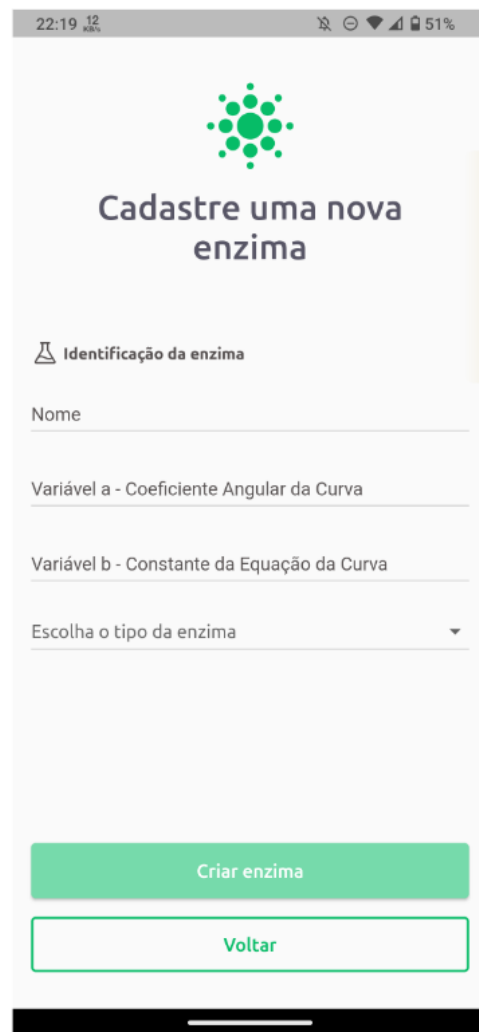 22:19 12 KB/s 51%
Cadastre uma nova
enzima
Identificação da enzima
Nome
Variável a - Coeficiente Angular da Curva
Variável b - Constante da Equação da Curva
Escolha o tipo da enzima
Criar enzima
Voltar